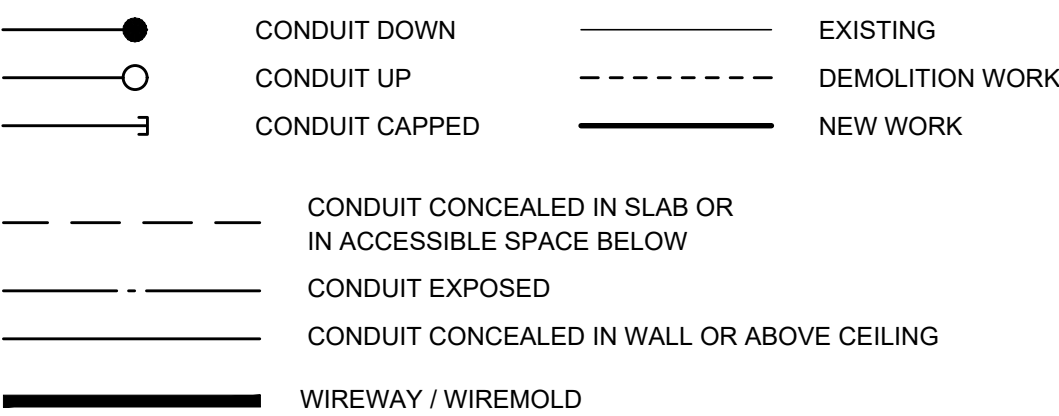 CONDUIT DOWN
EXISTING
CONDUIT UP
DEMOLITION WORK
CONDUIT CAPPED
NEW WORK
CONDUIT CONCEALED IN SLAB OR
IN ACCESSIBLE SPACE BELOW
CONDUIT EXPOSED
CONDUIT CONCEALED IN WALL OR ABOVE CEILING
WIREWAY / WIREMOLD